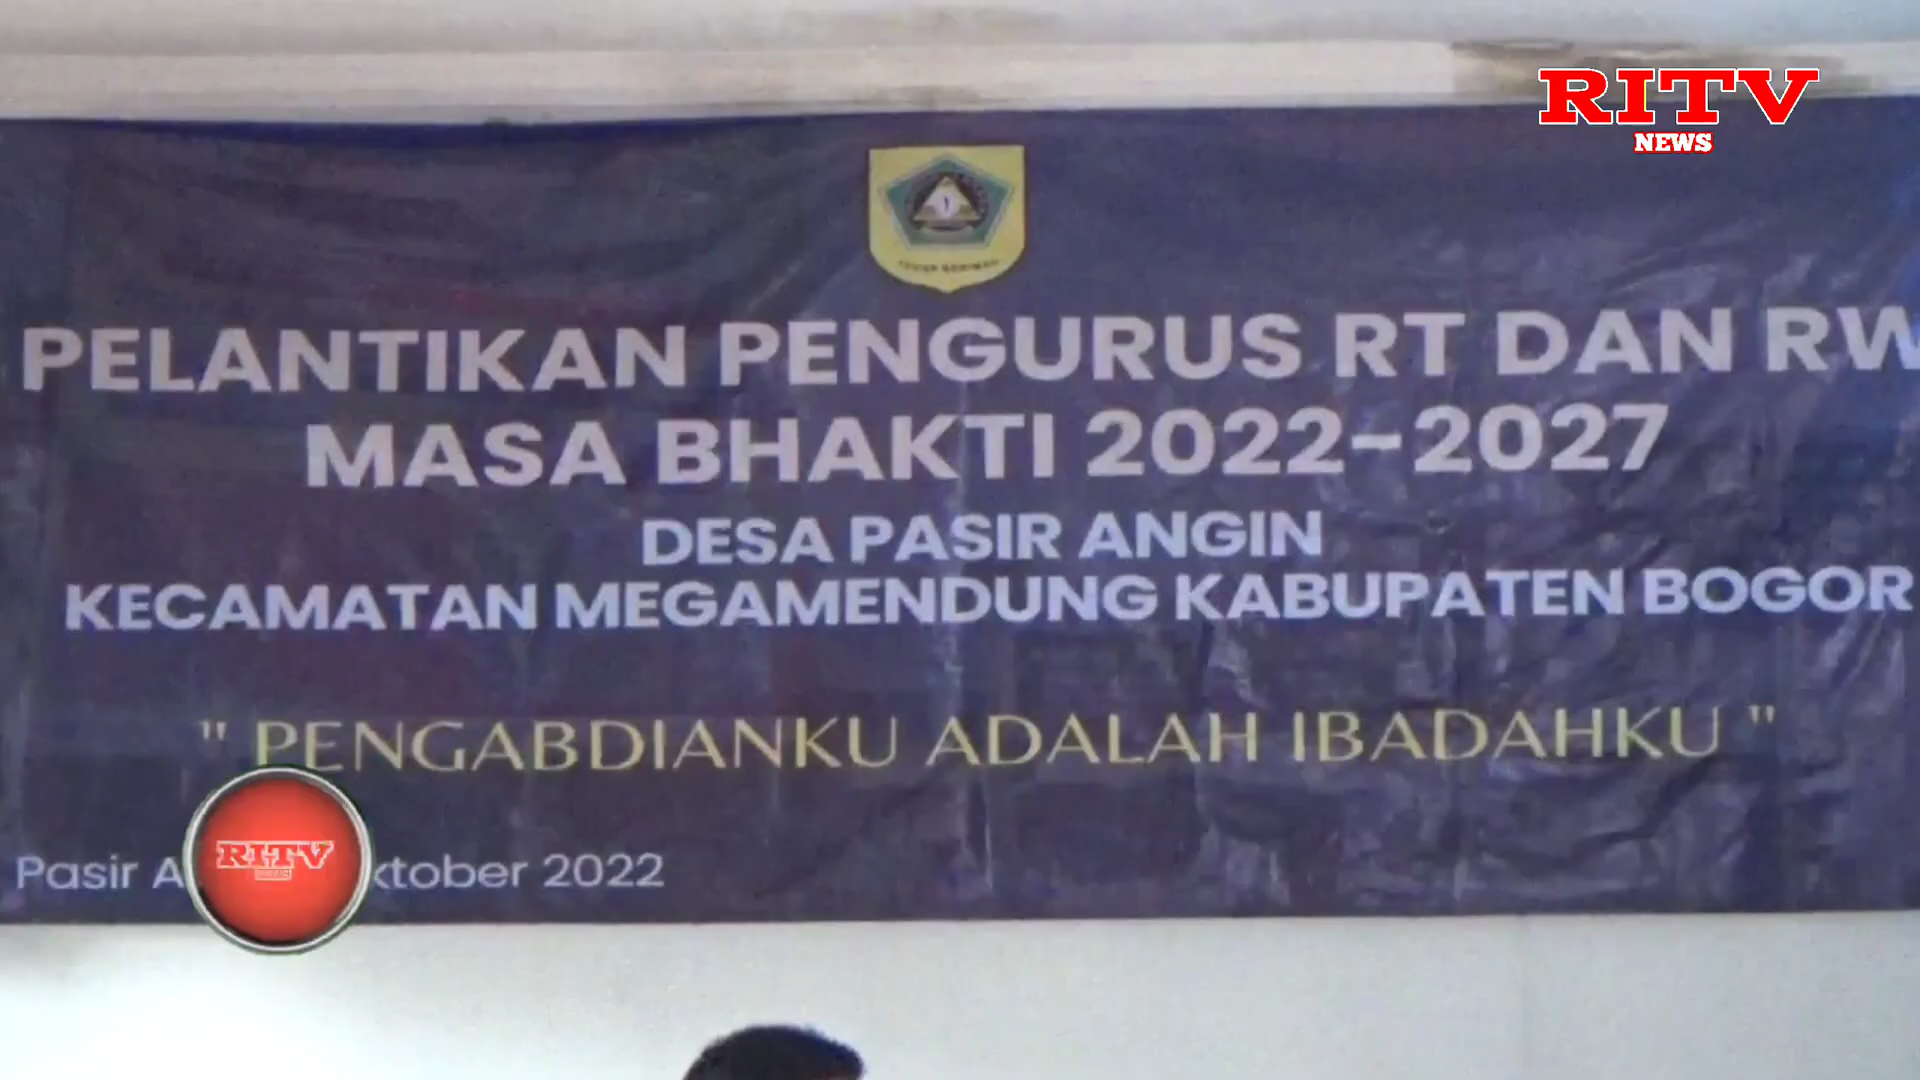 RITV
NEWS
PELANTIKAN PENGURUS RT DAN RW
MASA BHAKTI 2022-2027
DESA PASIR ANGIN
KECAMATAN MEGAMENDUNG KABUPATEN BOGOR
" PENGABDIANKU ADALAH IBADAHKU "
Pasir
2022
RITV